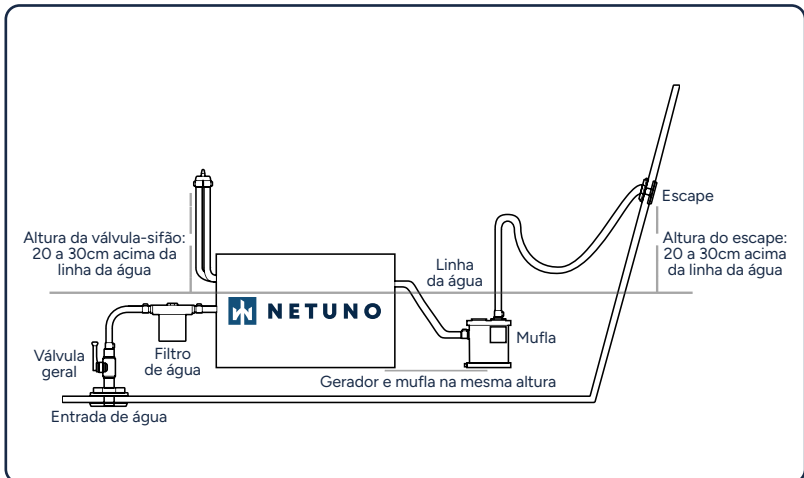 Escape
Altura da válvula-sifão:
20 a 30cm acima da
linha da água
Altura do escape:
20 a 30cm acima
da linha da água
Linha
da água
NETUNO
Mufla
Válvula
geral
Filtro
de água
Gerador e mufla na mesma altura
Entrada de água